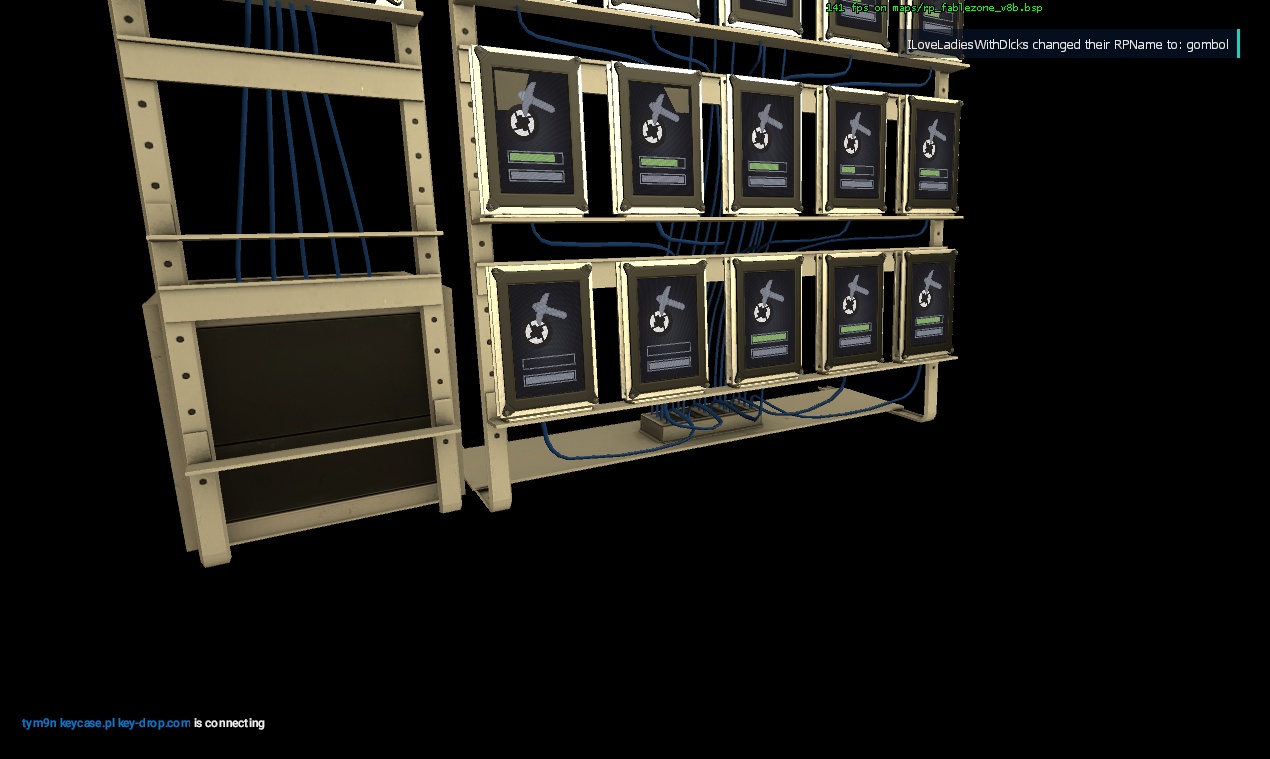 141 fps on maps/rp_fablezone_v8b.bsp
ILoveLadiesWithDlcks changed their RPName to: gombol
tym9n keycase.pl key-drop.com is connecting